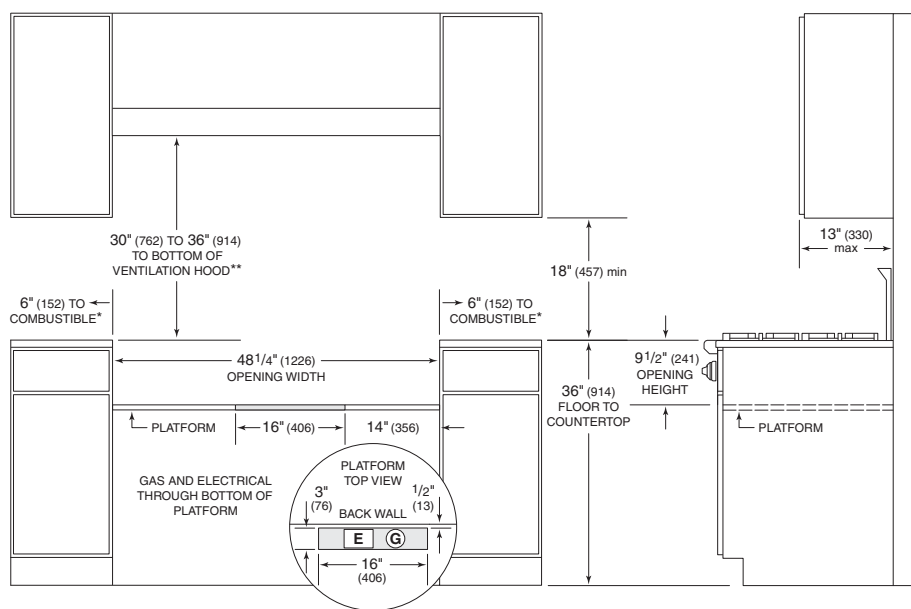 30" (762) TO 36" (914)
TO BOTTOM OF
VENTILATION HOOD**
13" (330)
max
18" (457) min
6" (152) TO
COMBUSTIBLE*
6" (152) TO
COMBUSTIBLE*
48 1/4" (1226)
OPENING WIDTH
36" (914)
FLOOR TO
COUNTERTOP
9 1/2" (241)
OPENING
HEIGHT
PLATFORM
16" (406)
14" (356)
PLATFORM
GAS AND ELECTRICAL
THROUGH BOTTOM OF
PLATFORM
PLATFORM
TOP VIEW
3"
(76)
1/2"
(13)
BACK WALL
E
G
16"
(406)